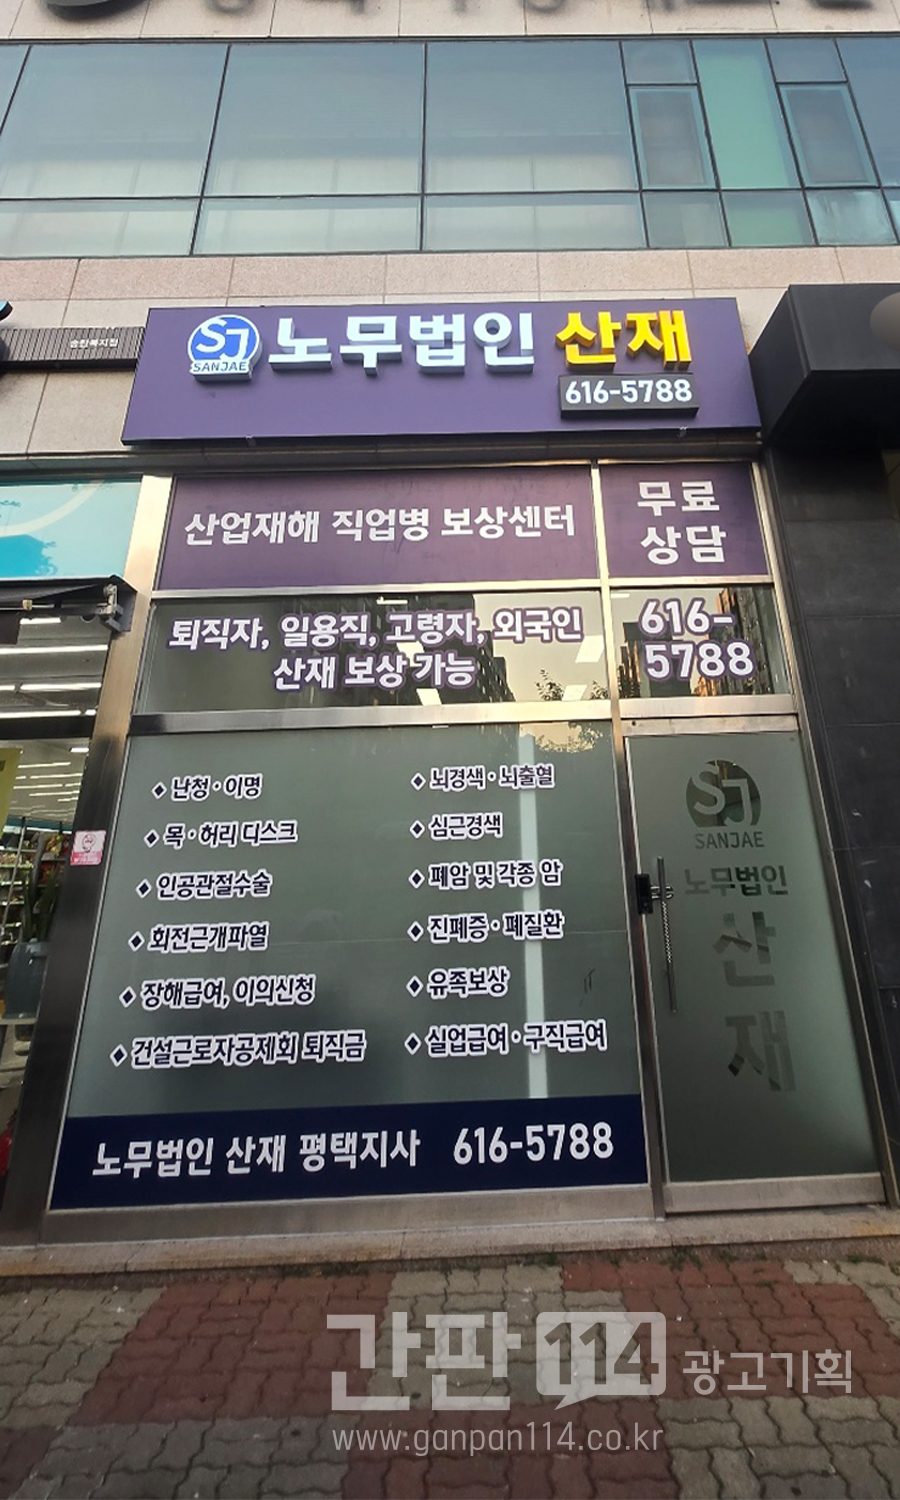 SJ
SANJAE
노무법인 산재
616-5788
송탄복지점
산업재해 직업병 보상센터
무료
상담
퇴직자, 일용직, 고령자, 외국인
산재 보상 가능
616-
5788
◆ 난청·이명
◆ 목·허리 디스크
◆ 인공관절수술
◆ 회전근개파열
◆ 장해급여, 이의신청
◆ 건설근로자공제회 퇴직금
◆ 뇌경색·뇌출혈
◆ 심근경색
◆ 폐암 및 각종 암
◆ 진폐증·폐질환
◆ 유족보상
◆ 실업급여·구직급여
SJ
SANJAE
노무법인
산
재
노무법인 산재 평택지사 616-5788
간판 114 광고기획
www.ganpan114.co.kr